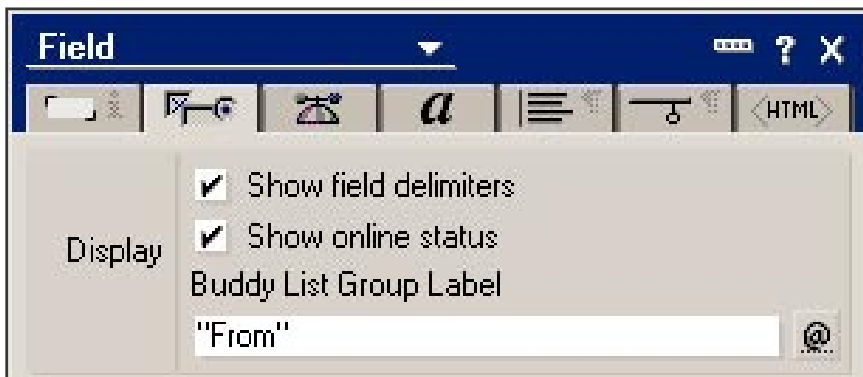 Field
?
a
<HTML>
Show field delimiters
Display
Show online status
Buddy List Group Label
"From"
@